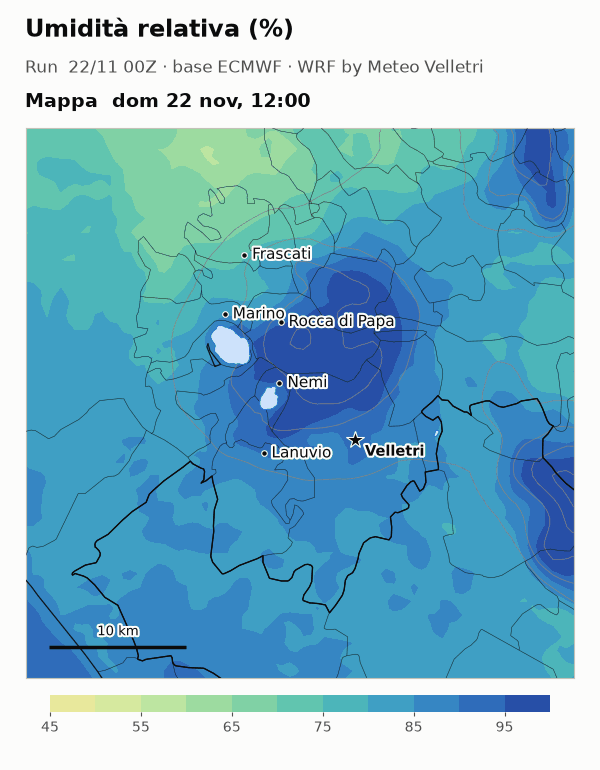 Umidità relativa (%)
Run  22/11 00Z · base ECMWF · WRF by Meteo Velletri
Mappa  dom 22 nov, 12:00
Frascati
Marino
Rocca di Papa
Nemi
Velletri
Lanuvio
10 km
45 55 65 75 85 95